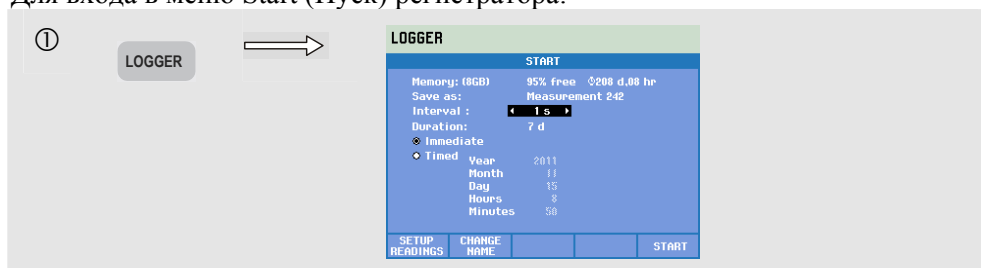 Для входа в меню Start (Пуск) регистратора:
①
LOGGER
LOGGER
START
Memory: (8GB) 95% free 208 d,08 hr
Save as: Measurement 242
Interval : 1 s
Duration: 7 d
Immediate
Timed
Year 2011
Month 11
Day 15
Hours 8
Minutes 50
SETUP READINGS
CHANGE NAME
START